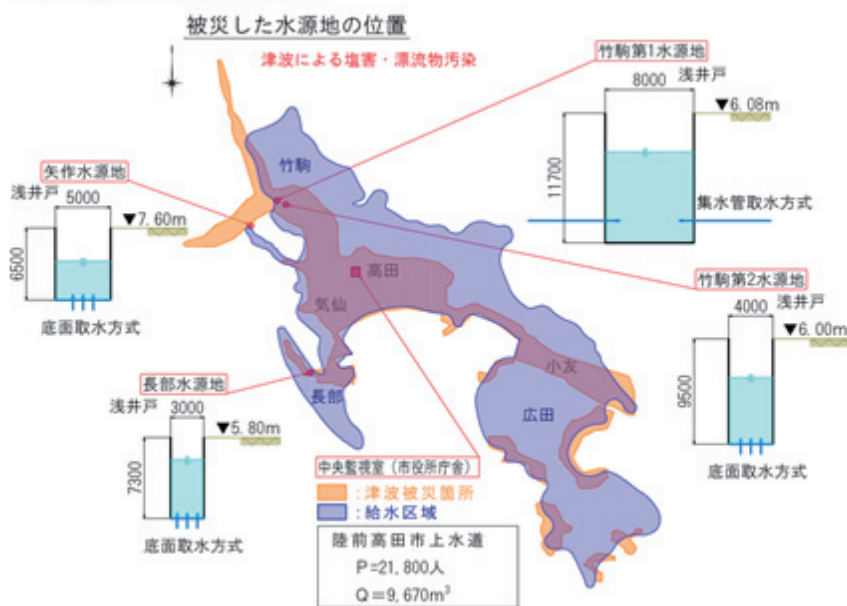 被災した水源地の位置
津波による塩害・漂流物汚染
竹駒第1水源地
浅井戸
8000
▼6.08m
11700
集水管取水方式
矢作水源地
浅井戸
5000
▼7.60m
6500
底面取水方式
竹駒
高田
気仙
長部
小友
広田
竹駒第2水源地
浅井戸
4000
▼6.00m
9500
底面取水方式
長部水源地
浅井戸
3000
▼5.80m
7300
底面取水方式
中央監視室(市役所庁舎)
:津波被災箇所
:給水区域
陸前高田市上水道
P=21,800人
Q=9,670m³